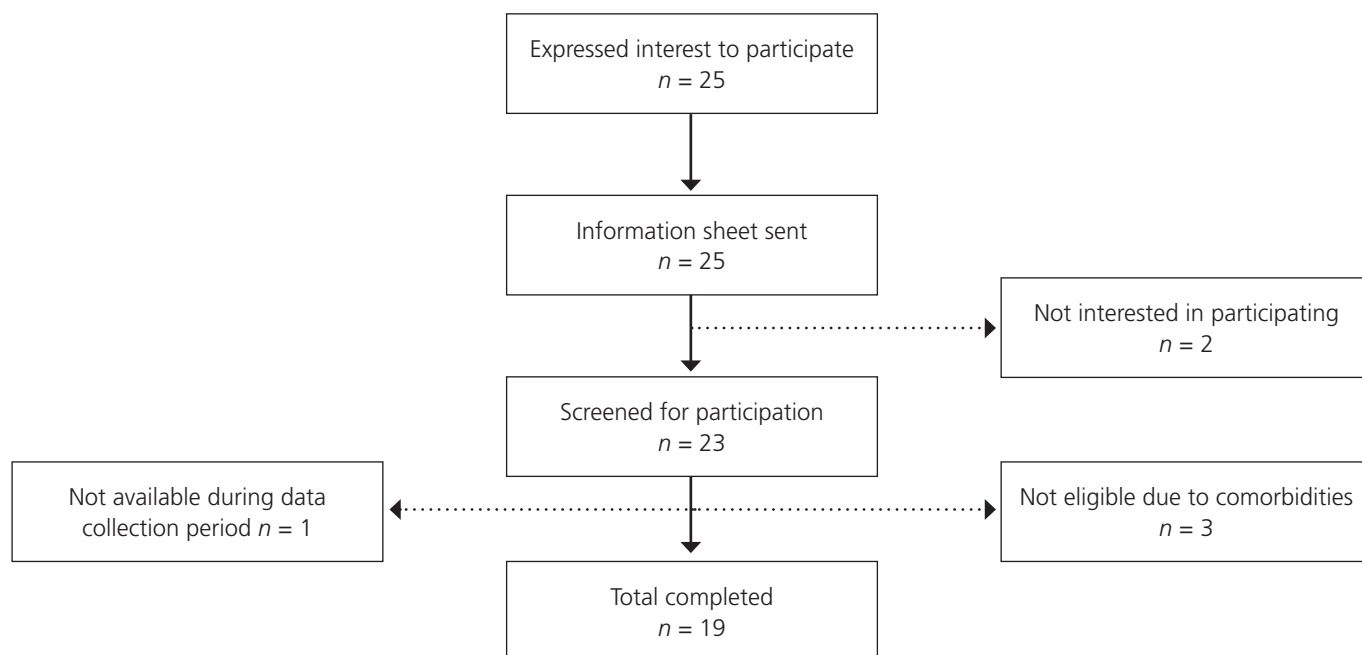 Expressed interest to participate
n = 25
Information sheet sent
n = 25
Not interested in participating
n = 2
Screened for participation
n = 23
Not available during data
collection period n = 1
Not eligible due to comorbidities
n = 3
Total completed
n = 19